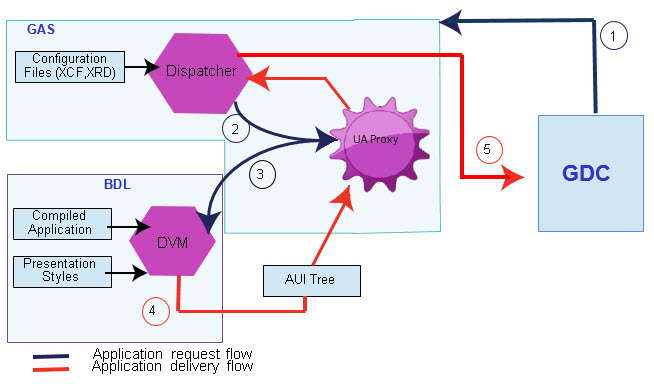 GAS
1
Configuration
Files (XCF,XRD)
Dispatcher
2
UA Proxy
5
GDC
3
BDL
Compiled
Application
DVM
Presentation
Styles
4
AUI Tree
Application request flow
Application delivery flow